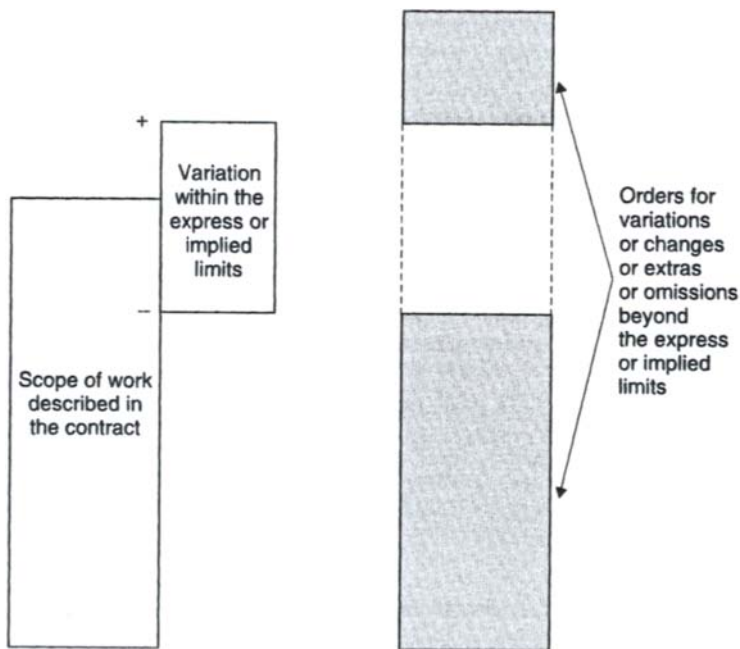 +
Variation
within the
express or
implied
limits
–
Scope of work
described in
the contract
Orders for
variations
or changes
or extras
or omissions
beyond
the express
or implied
limits